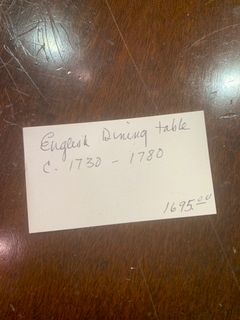 English Dining table
c. 1730 - 1780
1695.00